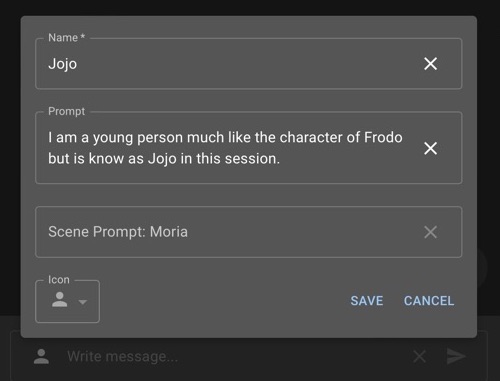 Name *
Jojo
Prompt
I am a young person much like the character of Frodo
but is know as Jojo in this session.
Scene Prompt: Moria
Icon
SAVE CANCEL
Write message...